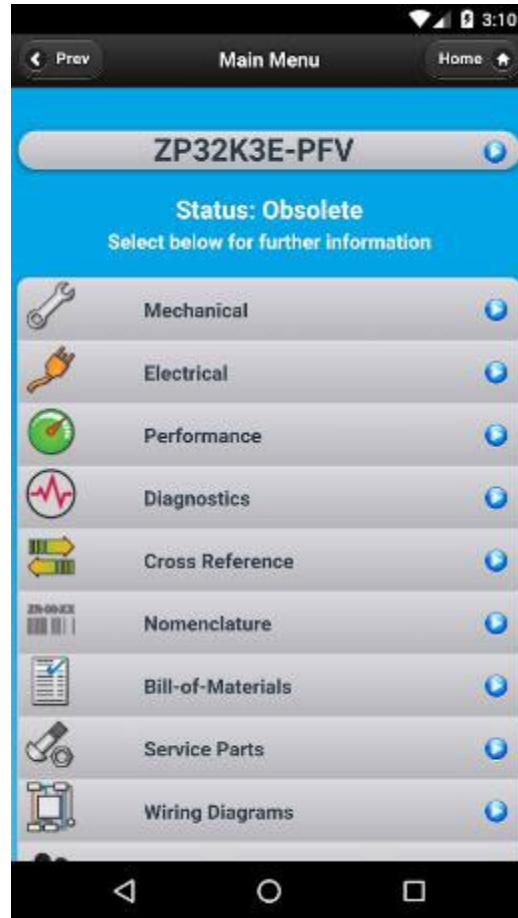 3:10
Prev
Main Menu
Home
ZP32K3E-PFV
Status: Obsolete
Select below for further information
Mechanical
Electrical
Performance
Diagnostics
Cross Reference
Nomenclature
Bill-of-Materials
Service Parts
Wiring Diagrams